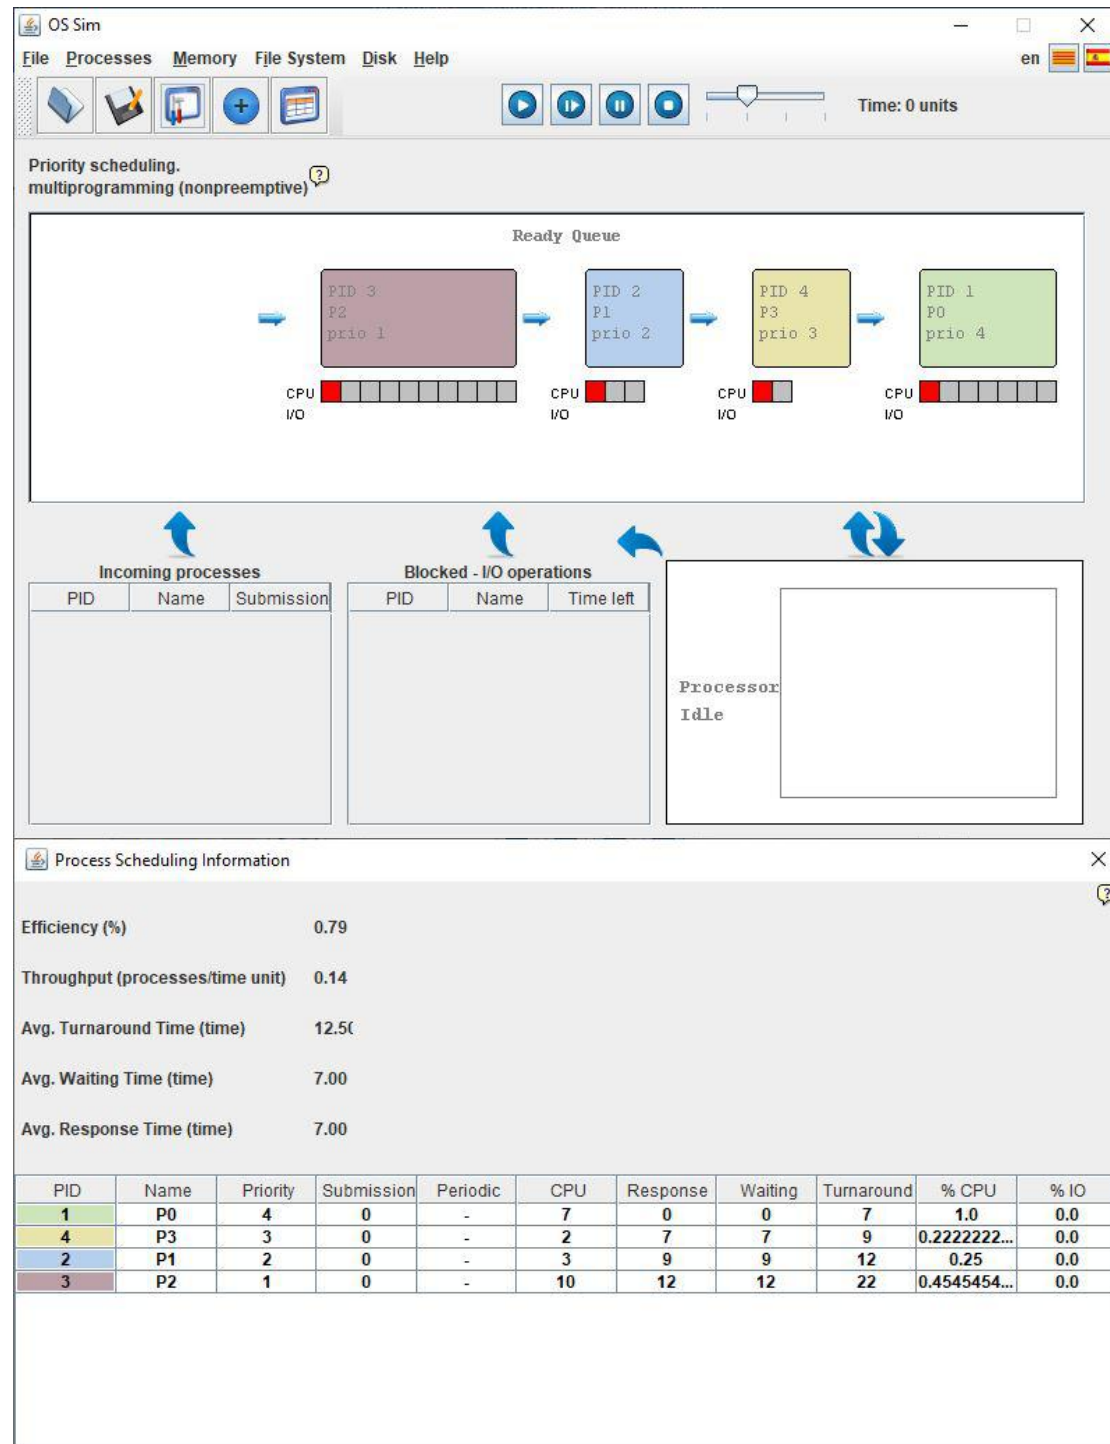 OS Sim
File Processes Memory File System Disk Help en
Time: 0 units
Priority scheduling.
multiprogramming (nonpreemptive)
Ready Queue
PID 3 PID 2 PID 4 PID 1
P2 P1 P3 P0
prio 1 prio 2 prio 3 prio 4
CPU CPU CPU CPU
I/O I/O I/O I/O
Incoming processes Blocked - I/O operations
PID Name Submission PID Name Time left
Processor
Idle
Process Scheduling Information
Efficiency (%) 0.79
Throughput (processes/time unit) 0.14
Avg. Turnaround Time (time) 12.50
Avg. Waiting Time (time) 7.00
Avg. Response Time (time) 7.00
PID Name Priority Submission Periodic CPU Response Waiting Turnaround % CPU % IO
1 P0 4 0 - 7 0 0 7 1.0 0.0
4 P3 3 0 - 2 7 7 9 0.2222222... 0.0
2 P1 2 0 - 3 9 9 12 0.25 0.0
3 P2 1 0 - 10 12 12 22 0.4545454... 0.0